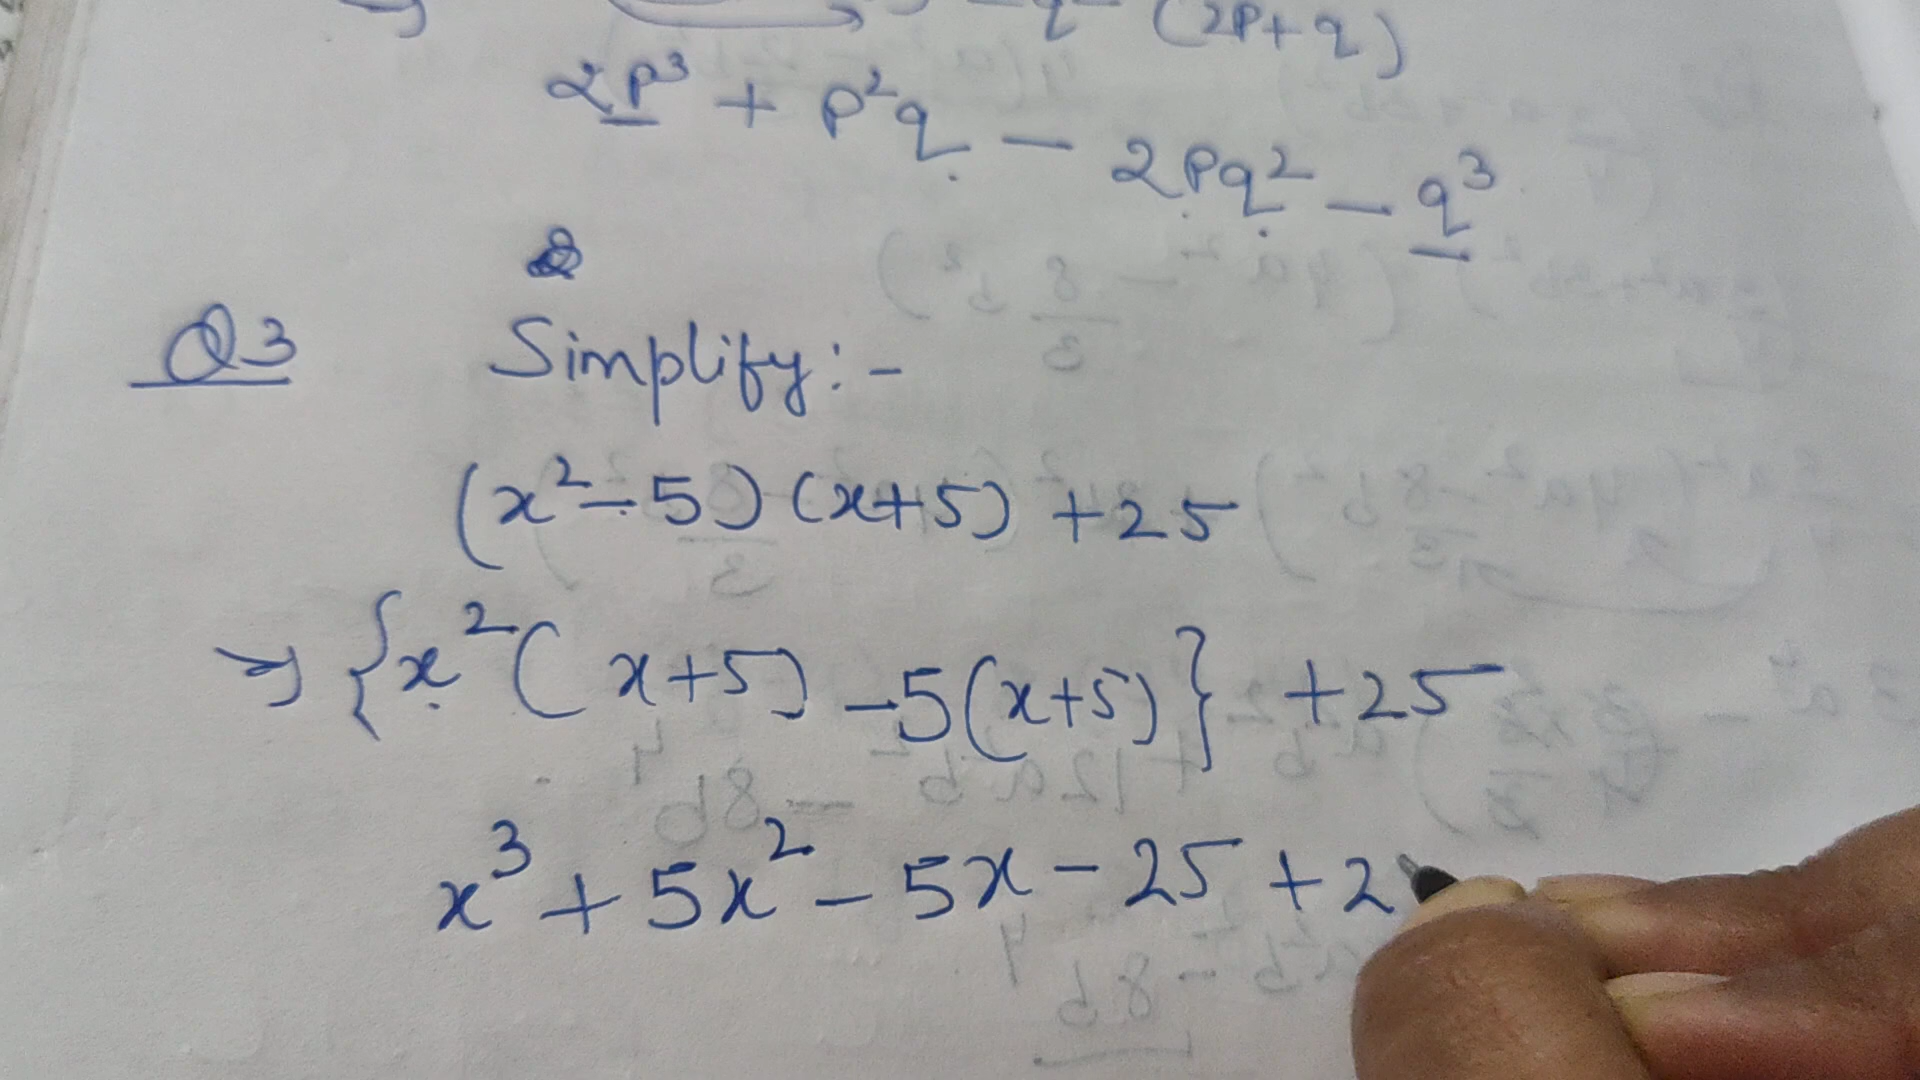 - q² (2P+q)
2P³ + P²q - 2Pq² - q³
Q3 Simplify:-
(x²-5)(x+5) +25
⇒ {x²(x+5) -5(x+5)} +25
x³ + 5x² - 5x - 25 + 2